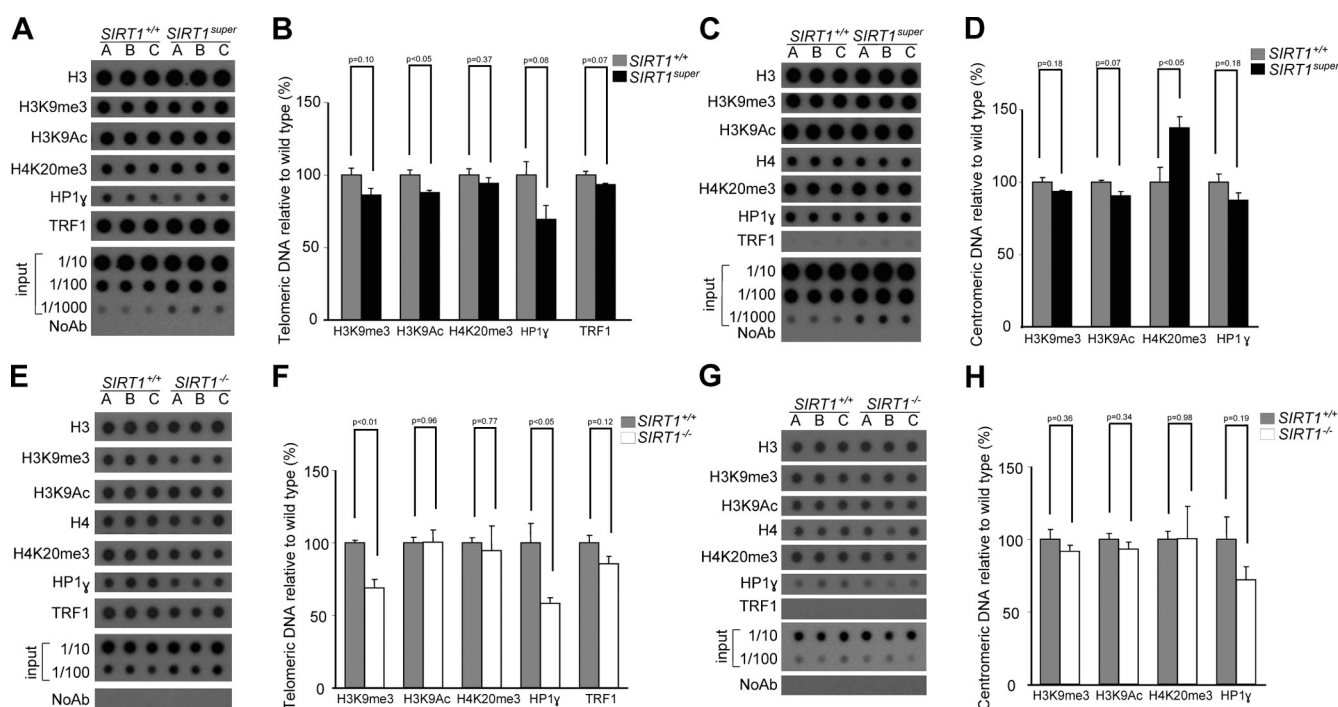 A
SIRT1+/+ SIRT1super
A B C A B C
H3
H3K9me3
H3K9Ac
H4K20me3
HP1γ
TRF1
input
1/10
1/100
1/1000
NoAb
B
SIRT1+/+
SIRT1super
p=0.10 p<0.05 p=0.37 p=0.08 p=0.07
Telomeric DNA relative to wild type (%)
150
100
50
0
H3K9me3 H3K9Ac H4K20me3 HP1γ TRF1
C
SIRT1+/+ SIRT1super
A B C A B C
H3
H3K9me3
H3K9Ac
H4
H4K20me3
HP1γ
TRF1
input
1/10
1/100
1/1000
NoAb
D
SIRT1+/+
SIRT1super
p=0.18 p=0.07 p<0.05 p=0.18
Centromeric DNA relative to wild type (%)
150
100
50
0
H3K9me3 H3K9Ac H4K20me3 HP1γ
E
SIRT1+/+ SIRT1-/-
A B C A B C
H3
H3K9me3
H3K9Ac
H4
H4K20me3
HP1γ
TRF1
input
1/10
1/100
NoAb
F
SIRT1+/+
SIRT1-/-
p<0.01 p=0.96 p=0.77 p<0.05 p=0.12
Telomeric DNA relative to wild type (%)
150
100
50
0
H3K9me3 H3K9Ac H4K20me3 HP1γ TRF1
G
SIRT1+/+ SIRT1-/-
A B C A B C
H3
H3K9me3
H3K9Ac
H4
H4K20me3
HP1γ
TRF1
input
1/10
1/100
NoAb
H
SIRT1+/+
SIRT1-/-
p=0.36 p=0.34 p=0.98 p=0.19
Centromeric DNA relative to wild type (%)
150
100
50
0
H3K9me3 H3K9Ac H4K20me3 HP1γ